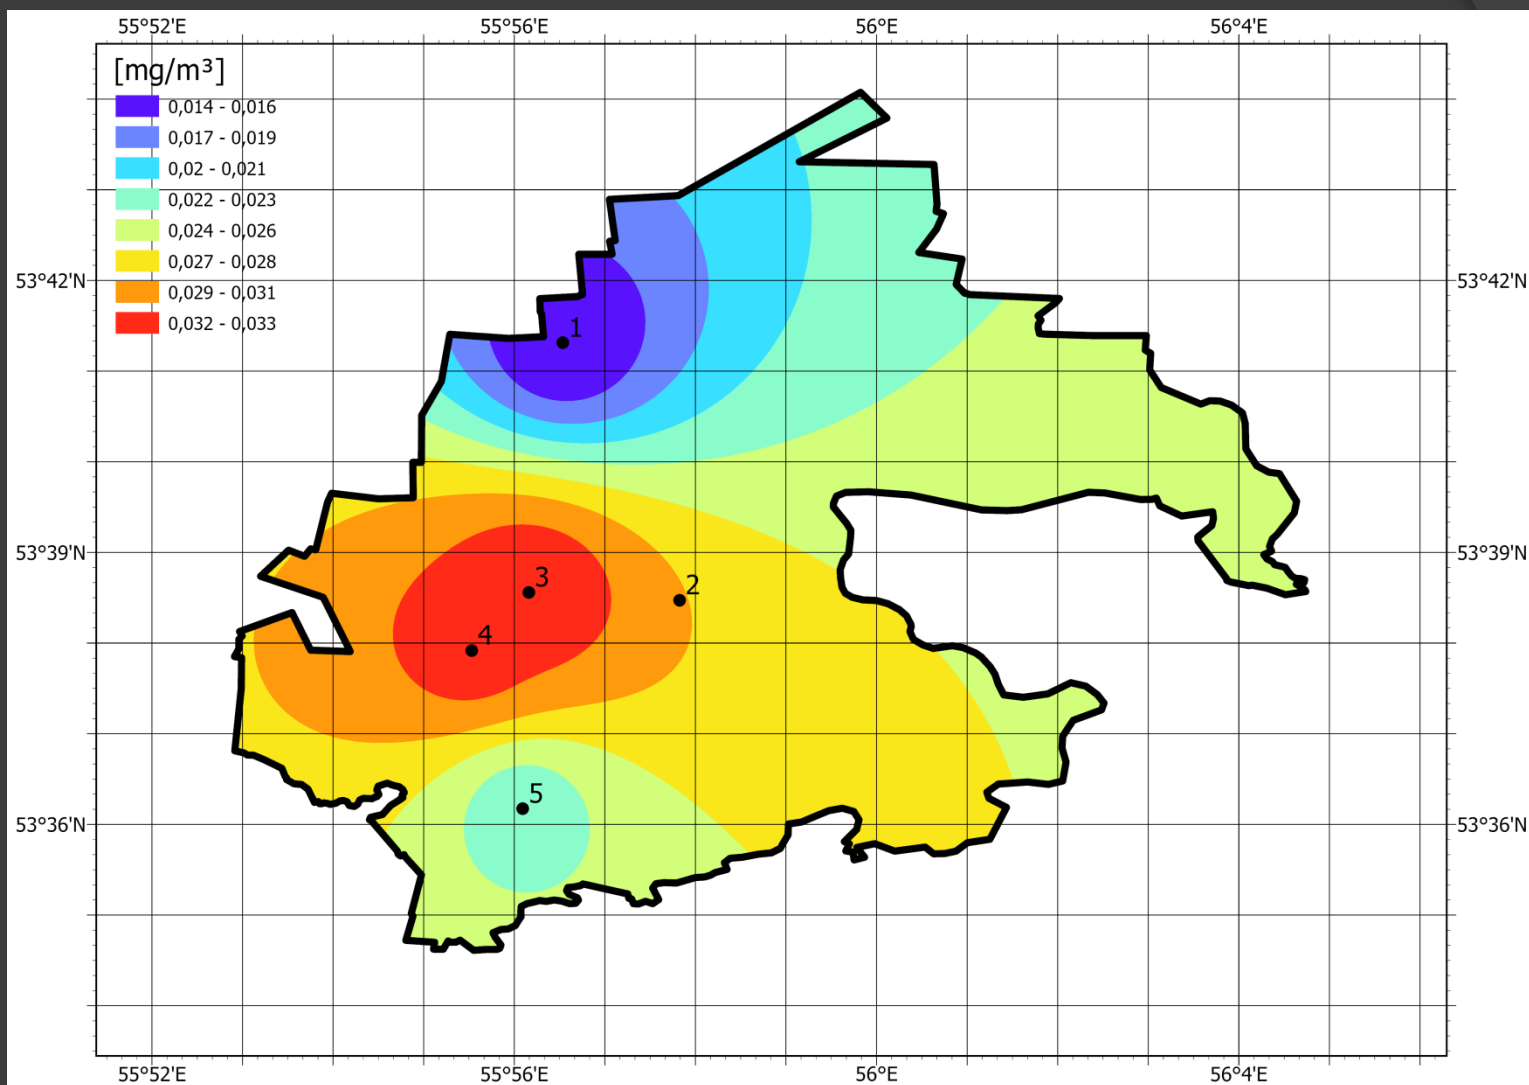 55°52'E 55°56'E 56°E 56°4'E
[mg/m³]
0,014 - 0,016
0,017 - 0,019
0,02 - 0,021
0,022 - 0,023
0,024 - 0,026
0,027 - 0,028
0,029 - 0,031
0,032 - 0,033
53°42'N 53°42'N
1
53°39'N 53°39'N
3
2
4
5
53°36'N 53°36'N
55°52'E 55°56'E 56°E 56°4'E